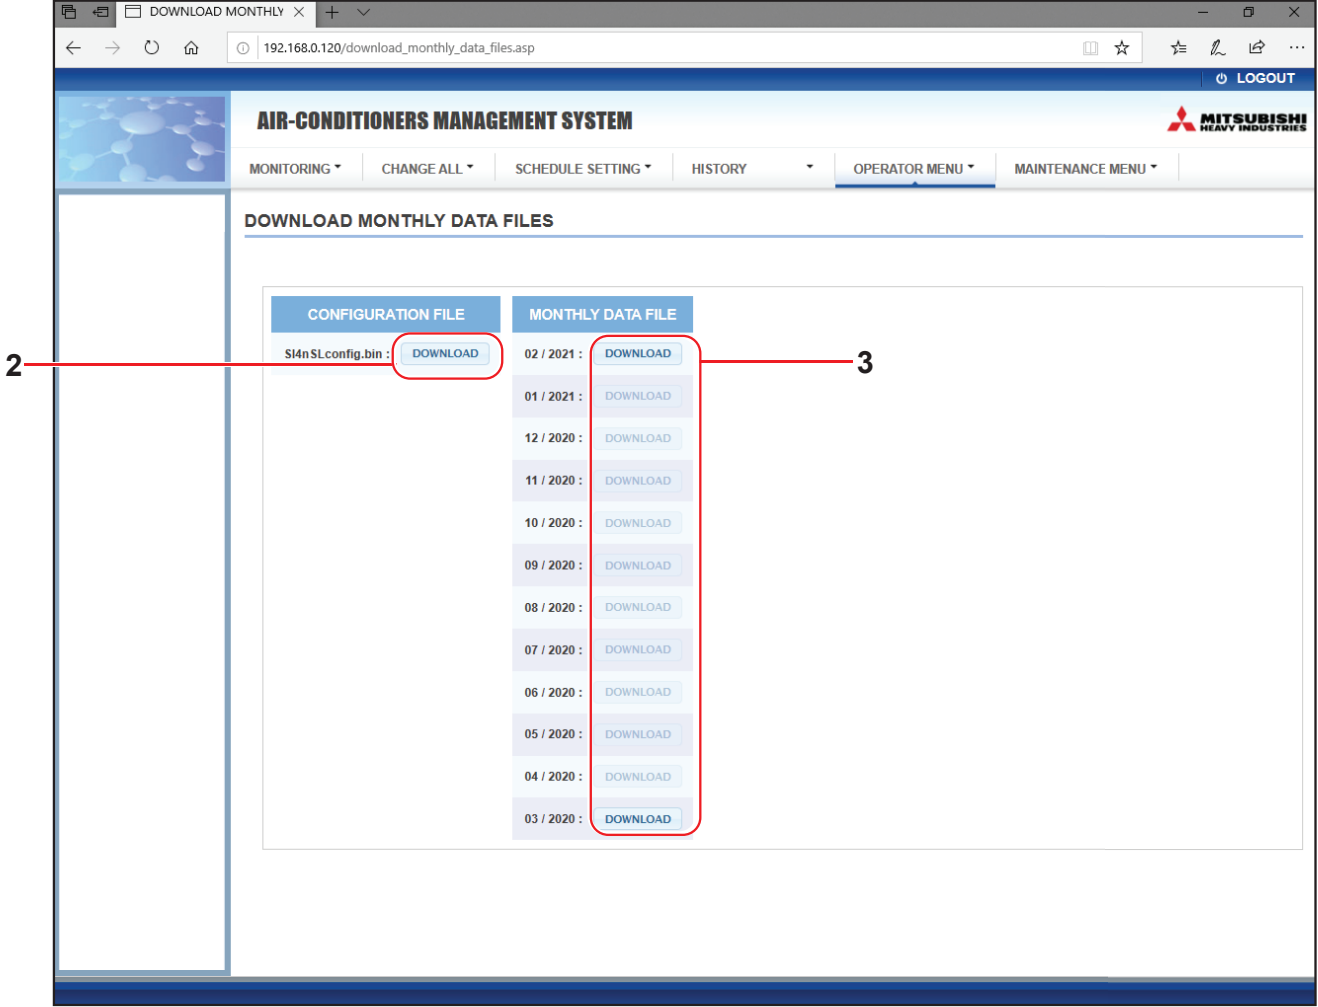 DOWNLOAD MONTHLY
192.168.0.120/download_monthly_data_files.asp
LOGOUT
AIR-CONDITIONERS MANAGEMENT SYSTEM
MITSUBISHI
HEAVY INDUSTRIES
MONITORING CHANGE ALL SCHEDULE SETTING HISTORY OPERATOR MENU MAINTENANCE MENU
DOWNLOAD MONTHLY DATA FILES
CONFIGURATION FILE MONTHLY DATA FILE
2 SI4nSLconfig.bin : DOWNLOAD 02 / 2021 : DOWNLOAD 3
01 / 2021 : DOWNLOAD
12 / 2020 : DOWNLOAD
11 / 2020 : DOWNLOAD
10 / 2020 : DOWNLOAD
09 / 2020 : DOWNLOAD
08 / 2020 : DOWNLOAD
07 / 2020 : DOWNLOAD
06 / 2020 : DOWNLOAD
05 / 2020 : DOWNLOAD
04 / 2020 : DOWNLOAD
03 / 2020 : DOWNLOAD